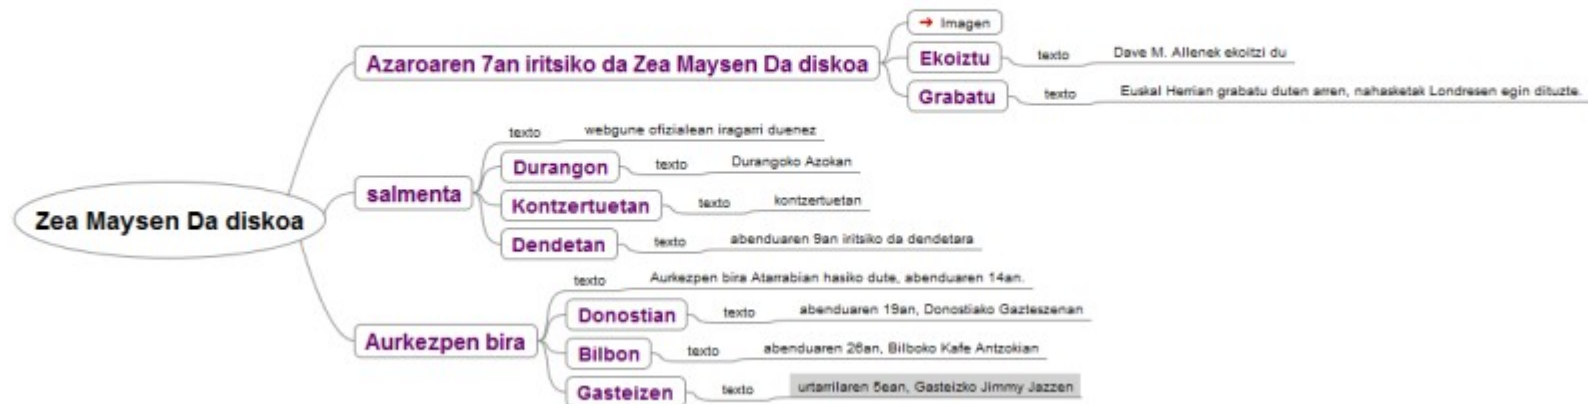 Zea Maysen Da diskoa
Azaroaren 7an iritsiko da Zea Maysen Da diskoa
Imagen
Ekoiztu
texto
Dave M. Allenek ekoitzi du
Grabatu
texto
Euskal Herrian grabatu duten arren, nahasketak Londresen egin dituzte.
salmenta
texto
webgune ofizialean iragarri duenez
Durangon
texto
Durangoko Azokan
Kontzertuetan
texto
kontzertuetan
Dendetan
texto
abenduaren 9an iritsiko da dendetara
Aurkezpen bira
texto
Aurkezpen bira Atarrabian hasiko dute, abenduaren 14an.
Donostian
texto
abenduaren 19an, Donostiako Gazteszenan
Bilbon
texto
abenduaren 26an, Bilboko Kafe Antzokian
Gasteizen
texto
urtarrilaren 5ean, Gasteizko Jimmy Jazzen